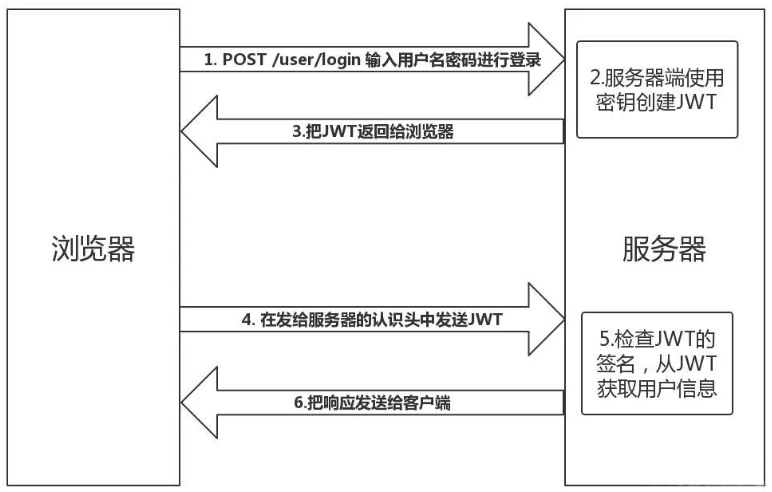 1. POST /user/login 输入用户名密码进行登录
2.服务器端使用
密钥创建JWT
3.把JWT返回给浏览器
浏览器
服务器
4. 在发给服务器的认识头中发送JWT
5.检查JWT的
签名，从JWT
获取用户信息
6.把响应发送给客户端